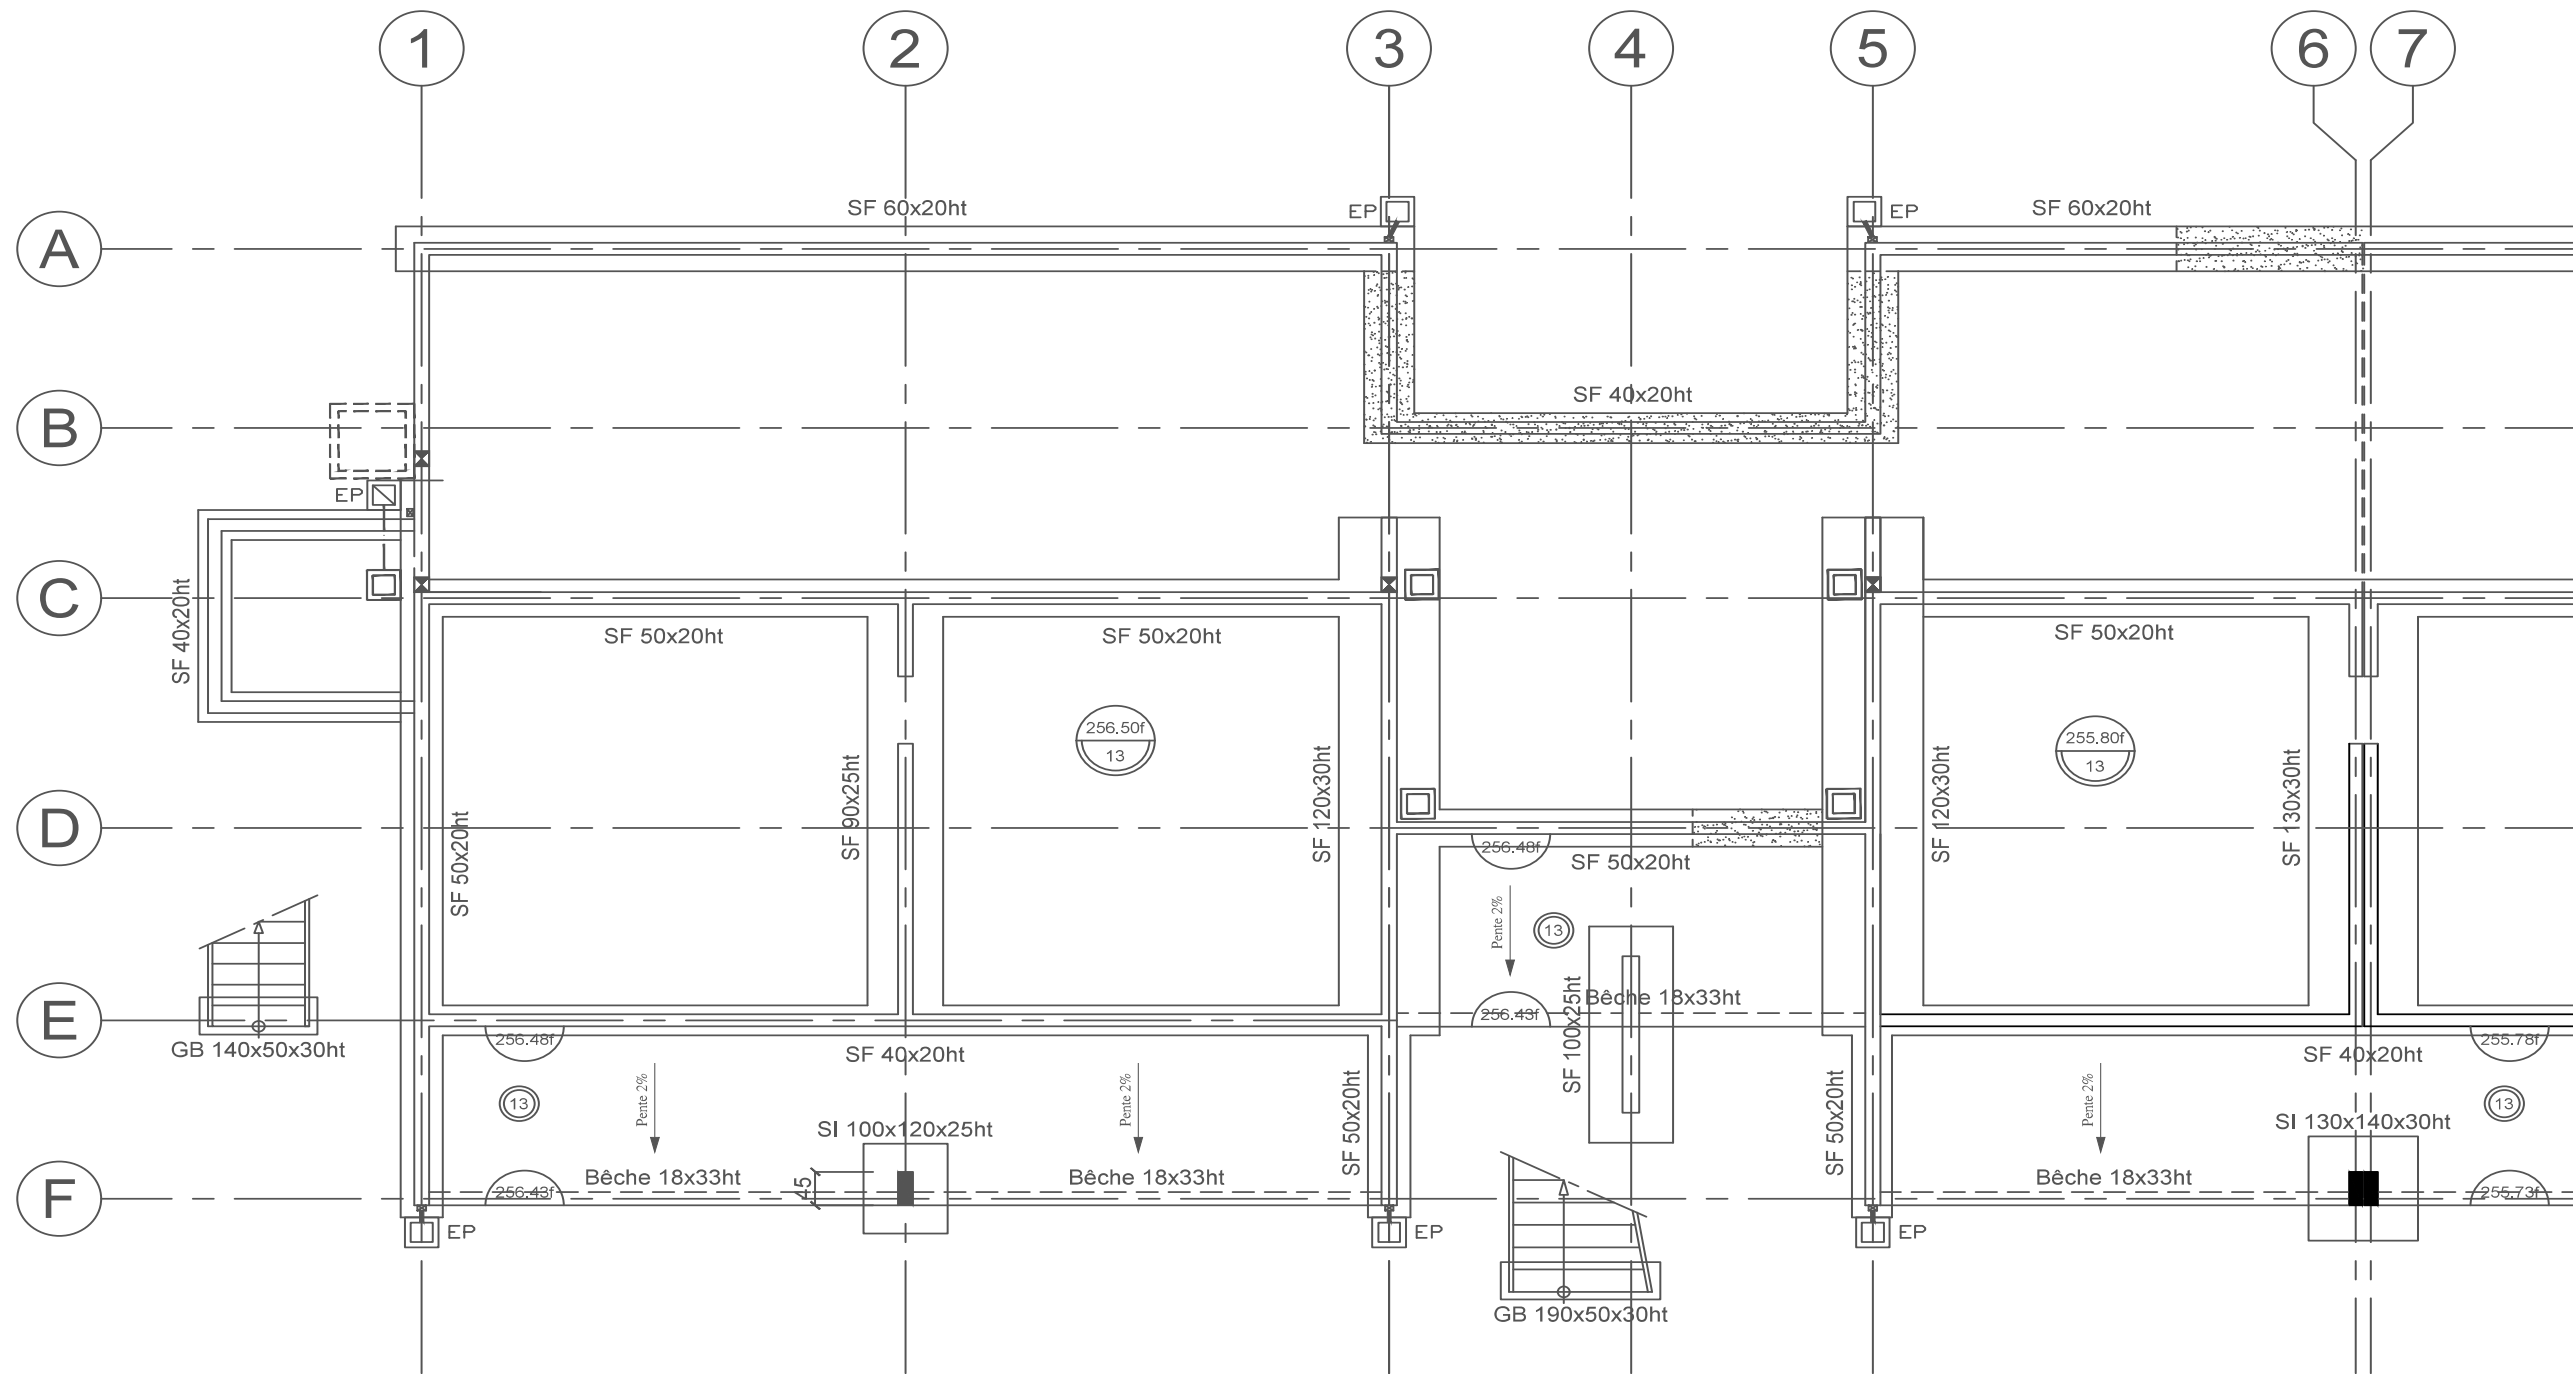 1
2
3
4
5
6
7
A
SF 60x20ht
EP
EP
SF 60x20ht
B
SF 40x20ht
EP
C
SF 40x20ht
SF 50x20ht
SF 50x20ht
SF 50x20ht
256.50f
13
255.80f
13
D
SF 50x20ht
SF 90x25ht
SF 120x30ht
SF 120x30ht
SF 130x30ht
256.48f
SF 50x20ht
Pente 2%
13
E
GB 140x50x30ht
256.43f
Bêche 18x33ht
SF 100x25ht
256.48f
SF 40x20ht
255.78f
SF 40x20ht
13
Pente 2%
Pente 2%
SF 50x20ht
SF 50x20ht
Pente 2%
13
SI 100x120x25ht
SI 130x140x30ht
F
256.43f
Bêche 18x33ht
45
Bêche 18x33ht
Bêche 18x33ht
255.73f
EP
EP
EP
GB 190x50x30ht